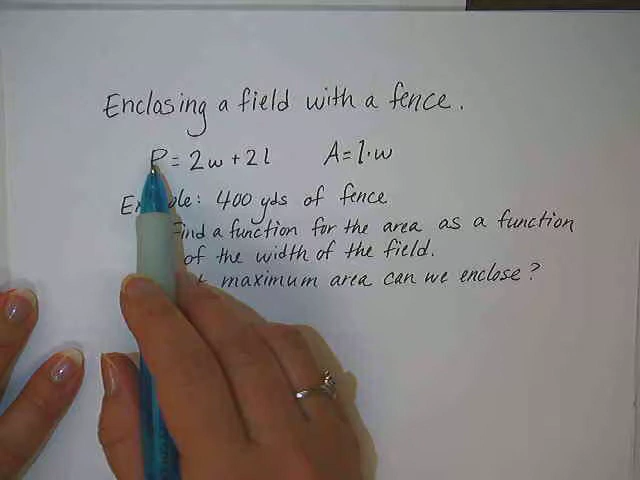 Enclosing a field with a fence.
P = 2w + 2l A = l · w
400 yds of fence
Find a function for the area as a function
of the width of the field.
maximum area can we enclose?